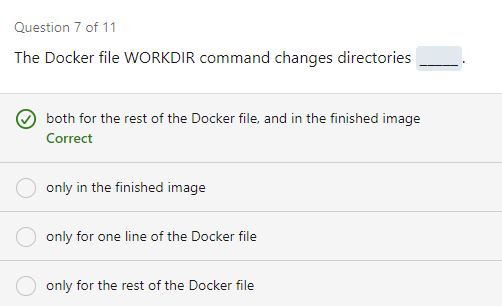 Question 7 of 11
The Docker file WORKDIR command changes directories _____.
both for the rest of the Docker file, and in the finished image
Correct
only in the finished image
only for one line of the Docker file
only for the rest of the Docker file